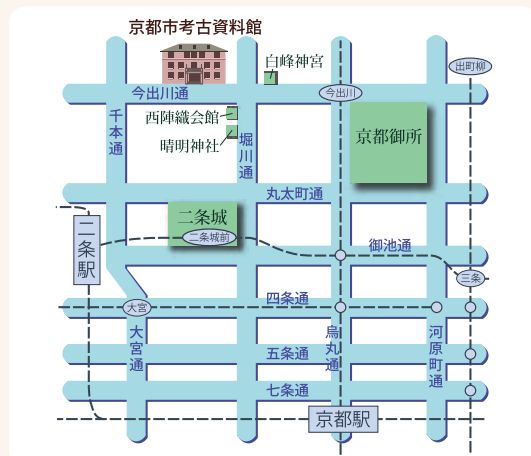 京都市考古資料館
白峰神宮
出町柳
今出川通
今出川
千本通
西陣織会館
晴明神社
堀川通
京都御所
丸太町通
二条城
二条城前
二条駅
御池通
三条
四条通
大宮
大宮通
烏丸通
河原町通
五条通
七条通
京都駅